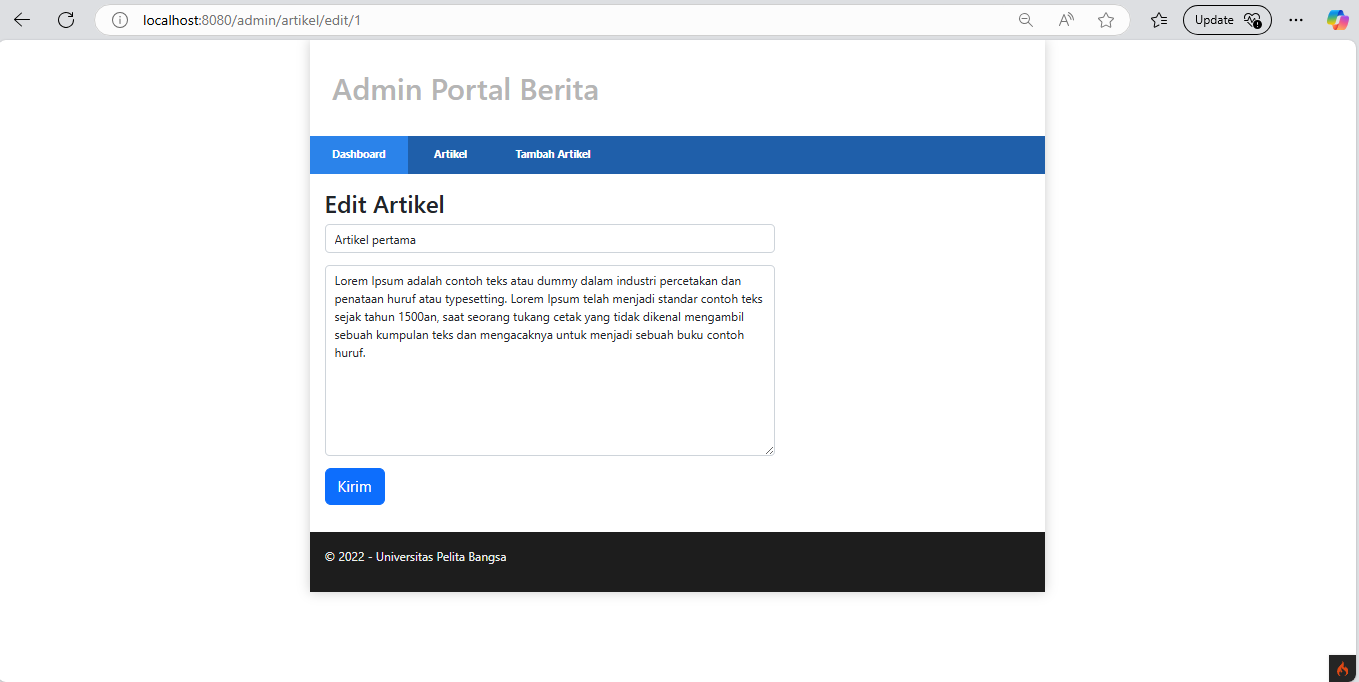 localhost:8080/admin/artikel/edit/1
Update
Admin Portal Berita
Dashboard Artikel Tambah Artikel
Edit Artikel
Artikel pertama
Lorem Ipsum adalah contoh teks atau dummy dalam industri percetakan dan
penataan huruf atau typesetting. Lorem Ipsum telah menjadi standar contoh teks
sejak tahun 1500an, saat seorang tukang cetak yang tidak dikenal mengambil
sebuah kumpulan teks dan mengacaknya untuk menjadi sebuah buku contoh
huruf.
Kirim
© 2022 - Universitas Pelita Bangsa